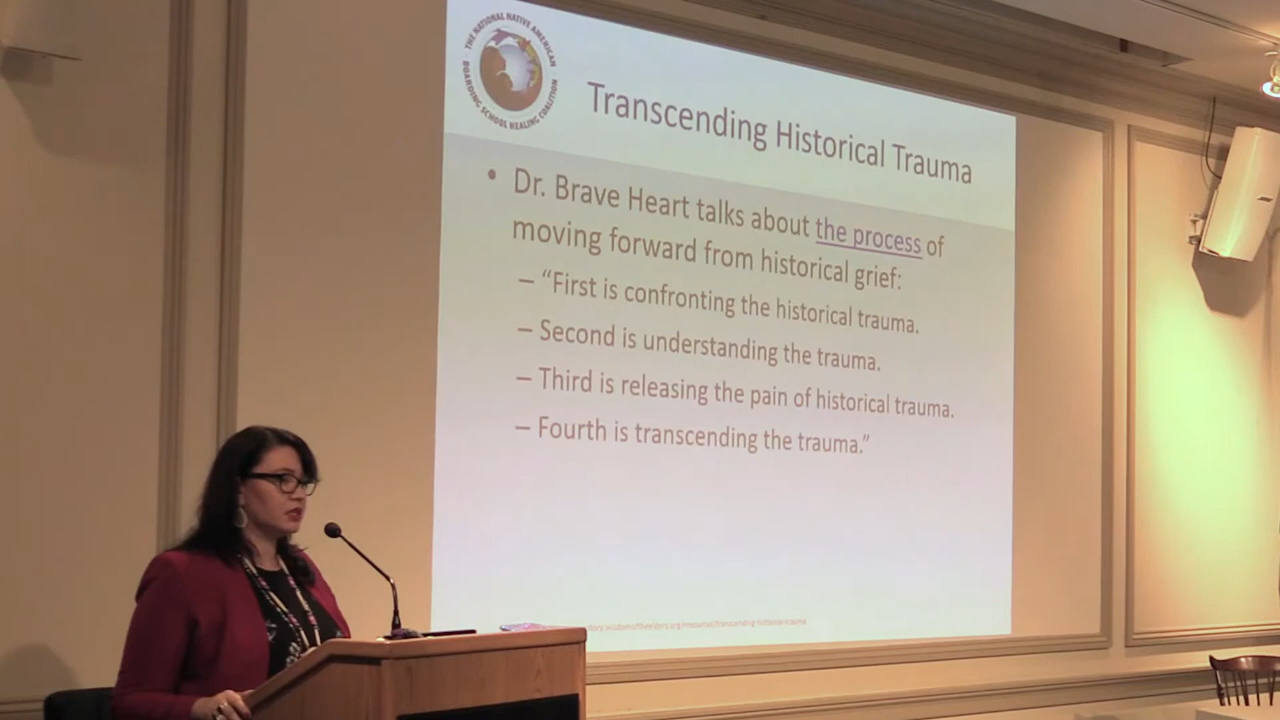 THE NATIONAL NATIVE AMERICAN
BOARDING SCHOOL HEALING COALITION
Transcending Historical Trauma
• Dr. Brave Heart talks about the process of
moving forward from historical grief:
– “First is confronting the historical trauma.
– Second is understanding the trauma.
– Third is releasing the pain of historical trauma.
– Fourth is transcending the trauma.”